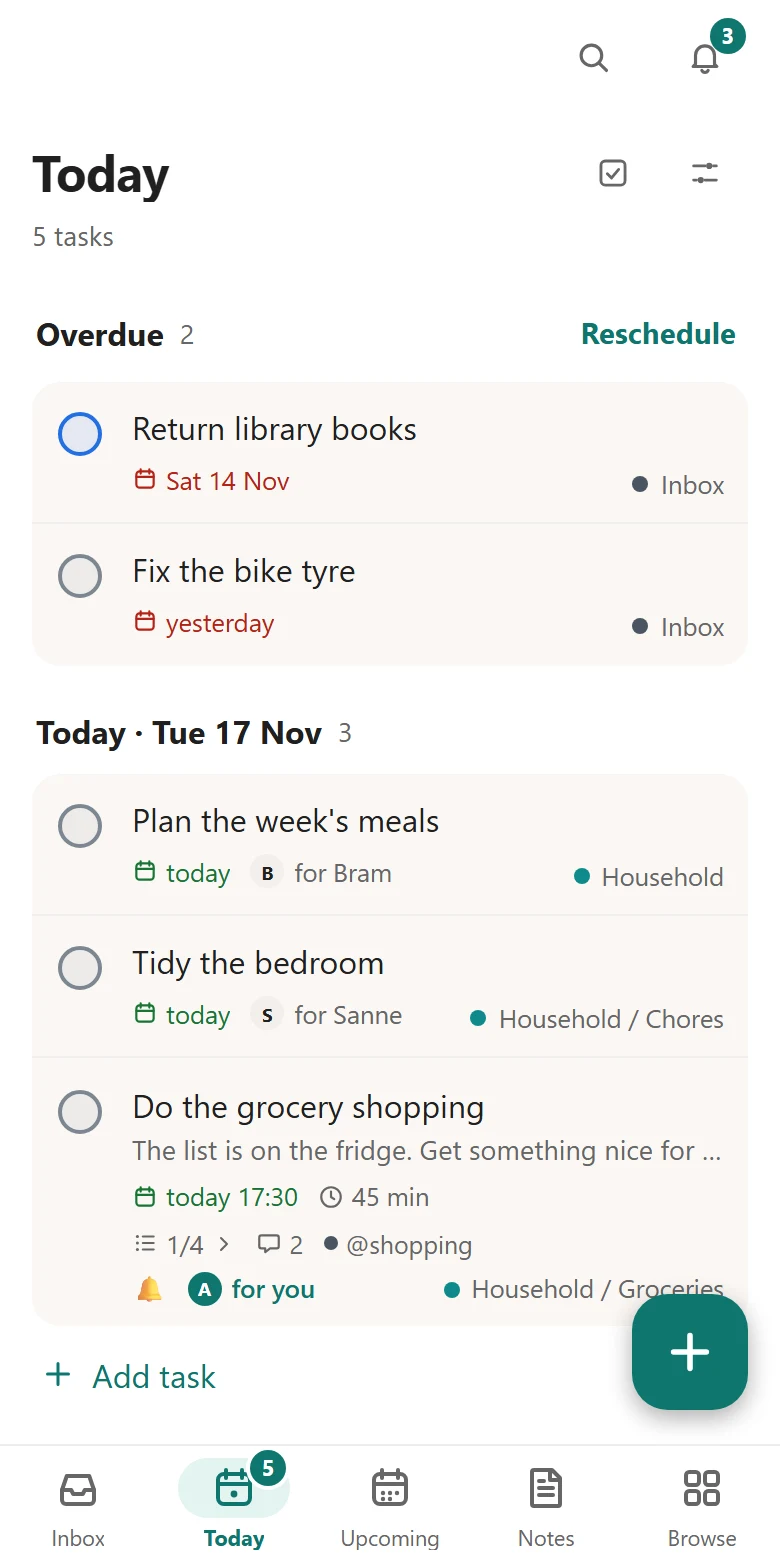 3
Today
5 tasks
Overdue 2
Reschedule
Return library books
Sat 14 Nov
Inbox
Fix the bike tyre
yesterday
Inbox
Today · Tue 17 Nov 3
Plan the week's meals
today B for Bram
Household
Tidy the bedroom
today S for Sanne
Household / Chores
Do the grocery shopping
The list is on the fridge. Get something nice for ...
today 17:30 45 min
1/4 2 @shopping
A for you
Household / Groceries
Add task
5
Inbox
Today
Upcoming
Notes
Browse